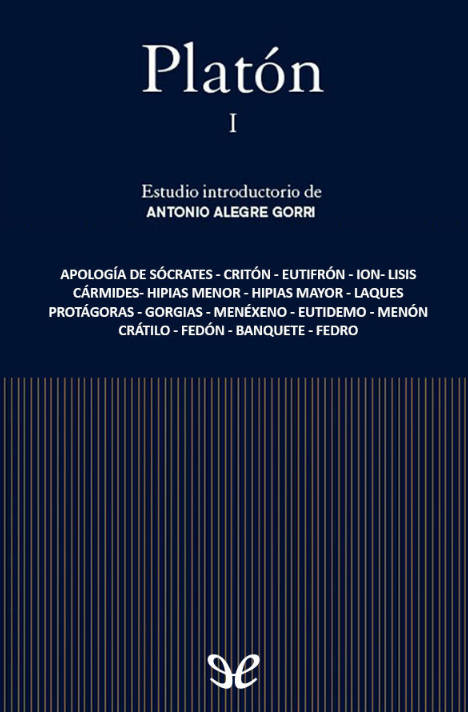 Platón
I
Estudio introductorio de
ANTONIO ALEGRE GORRI
APOLOGÍA DE SÓCRATES - CRITÓN - EUTIFRÓN - ION- LISIS
CÁRMIDES- HIPIAS MENOR - HIPIAS MAYOR - LAQUES
PROTÁGORAS - GORGIAS - MENÉXENO - EUTIDEMO - MENÓN
CRÁTILO - FEDÓN - BANQUETE - FEDRO